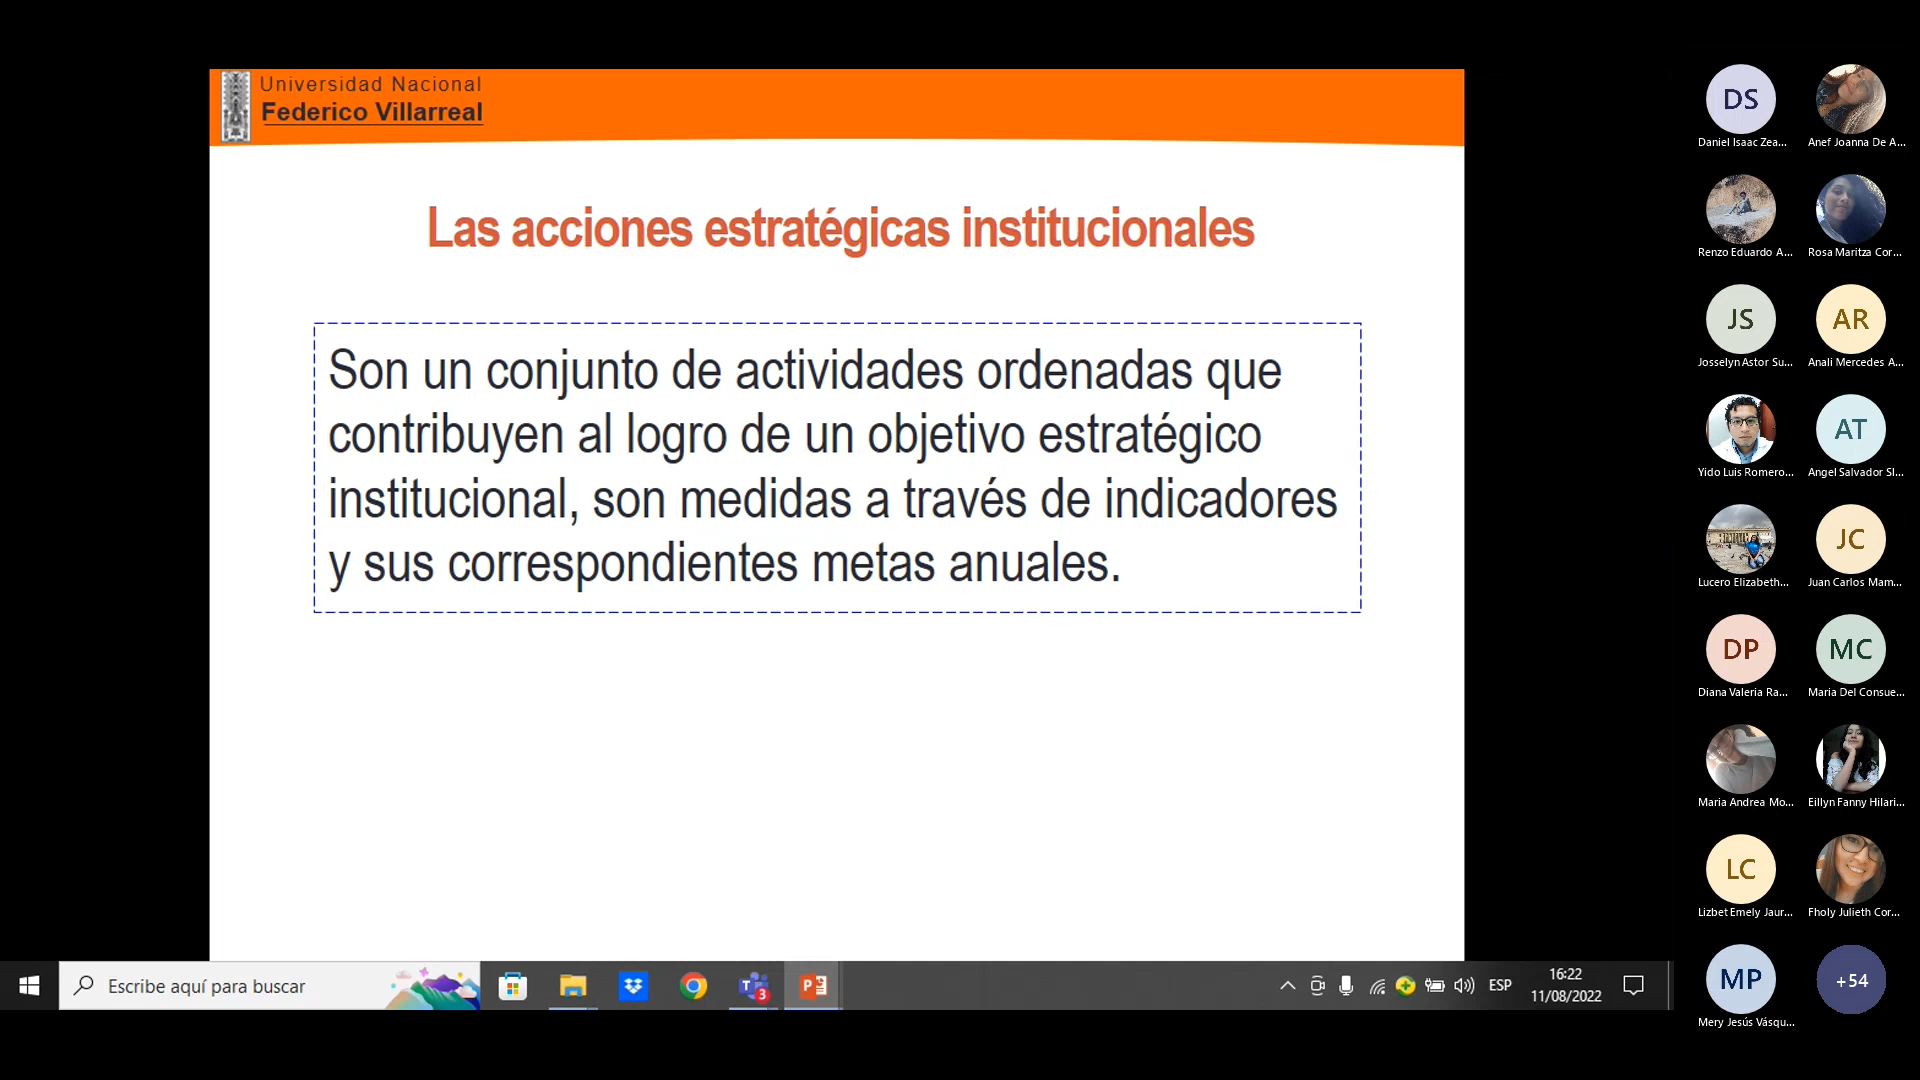 Universidad Nacional
Federico Villarreal
Las acciones estratégicas institucionales
Son un conjunto de actividades ordenadas que
contribuyen al logro de un objetivo estratégico
institucional, son medidas a través de indicadores
y sus correspondientes metas anuales.
DS
Daniel Isaac Zea...
Anef Joanna De A...
Renzo Eduardo A...
Rosa Maritza Cor...
JS
Josselyn Astor Su...
AR
Anali Mercedes A...
Yido Luis Romero...
AT
Angel Salvador Sl...
Lucero Elizabeth...
JC
Juan Carlos Mam...
DP
Diana Valeria Ra...
MC
Maria Del Consue...
Maria Andrea Mo...
Eillyn Fanny Hilari...
LC
Lizbet Emely Jaur...
Fholy Julieth Cor...
MP
Mery Jesús Vásqu...
+54
Escribe aquí para buscar
3
ESP
16:22
11/08/2022